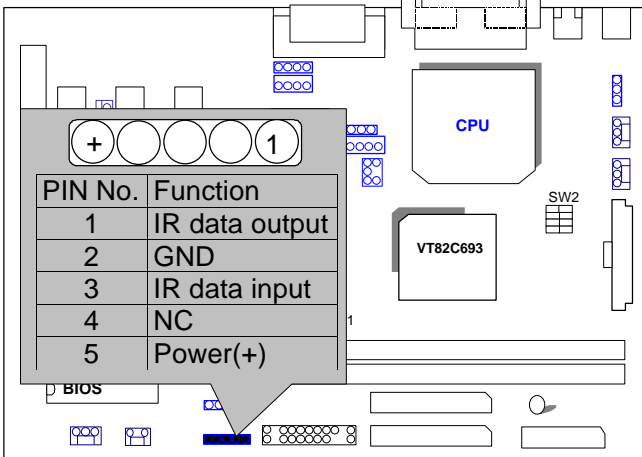 CPU
+ 1
PIN No. Function
1 IR data output
2 GND
3 IR data input
4 NC
5 Power(+)
SW2
VT82C693
1
BIOS